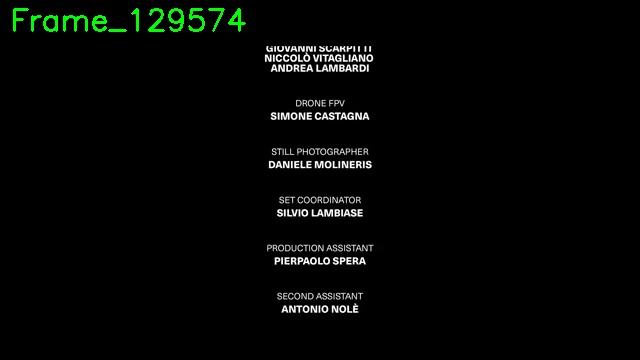 Frame_129574
GIOVANNI SCARPITTI
NICCOLÒ VITAGLIANO
ANDREA LAMBARDI
DRONE FPV
SIMONE CASTAGNA
STILL PHOTOGRAPHER
DANIELE MOLINERIS
SET COORDINATOR
SILVIO LAMBIASE
PRODUCTION ASSISTANT
PIERPAOLO SPERA
SECOND ASSISTANT
ANTONIO NOLÈ